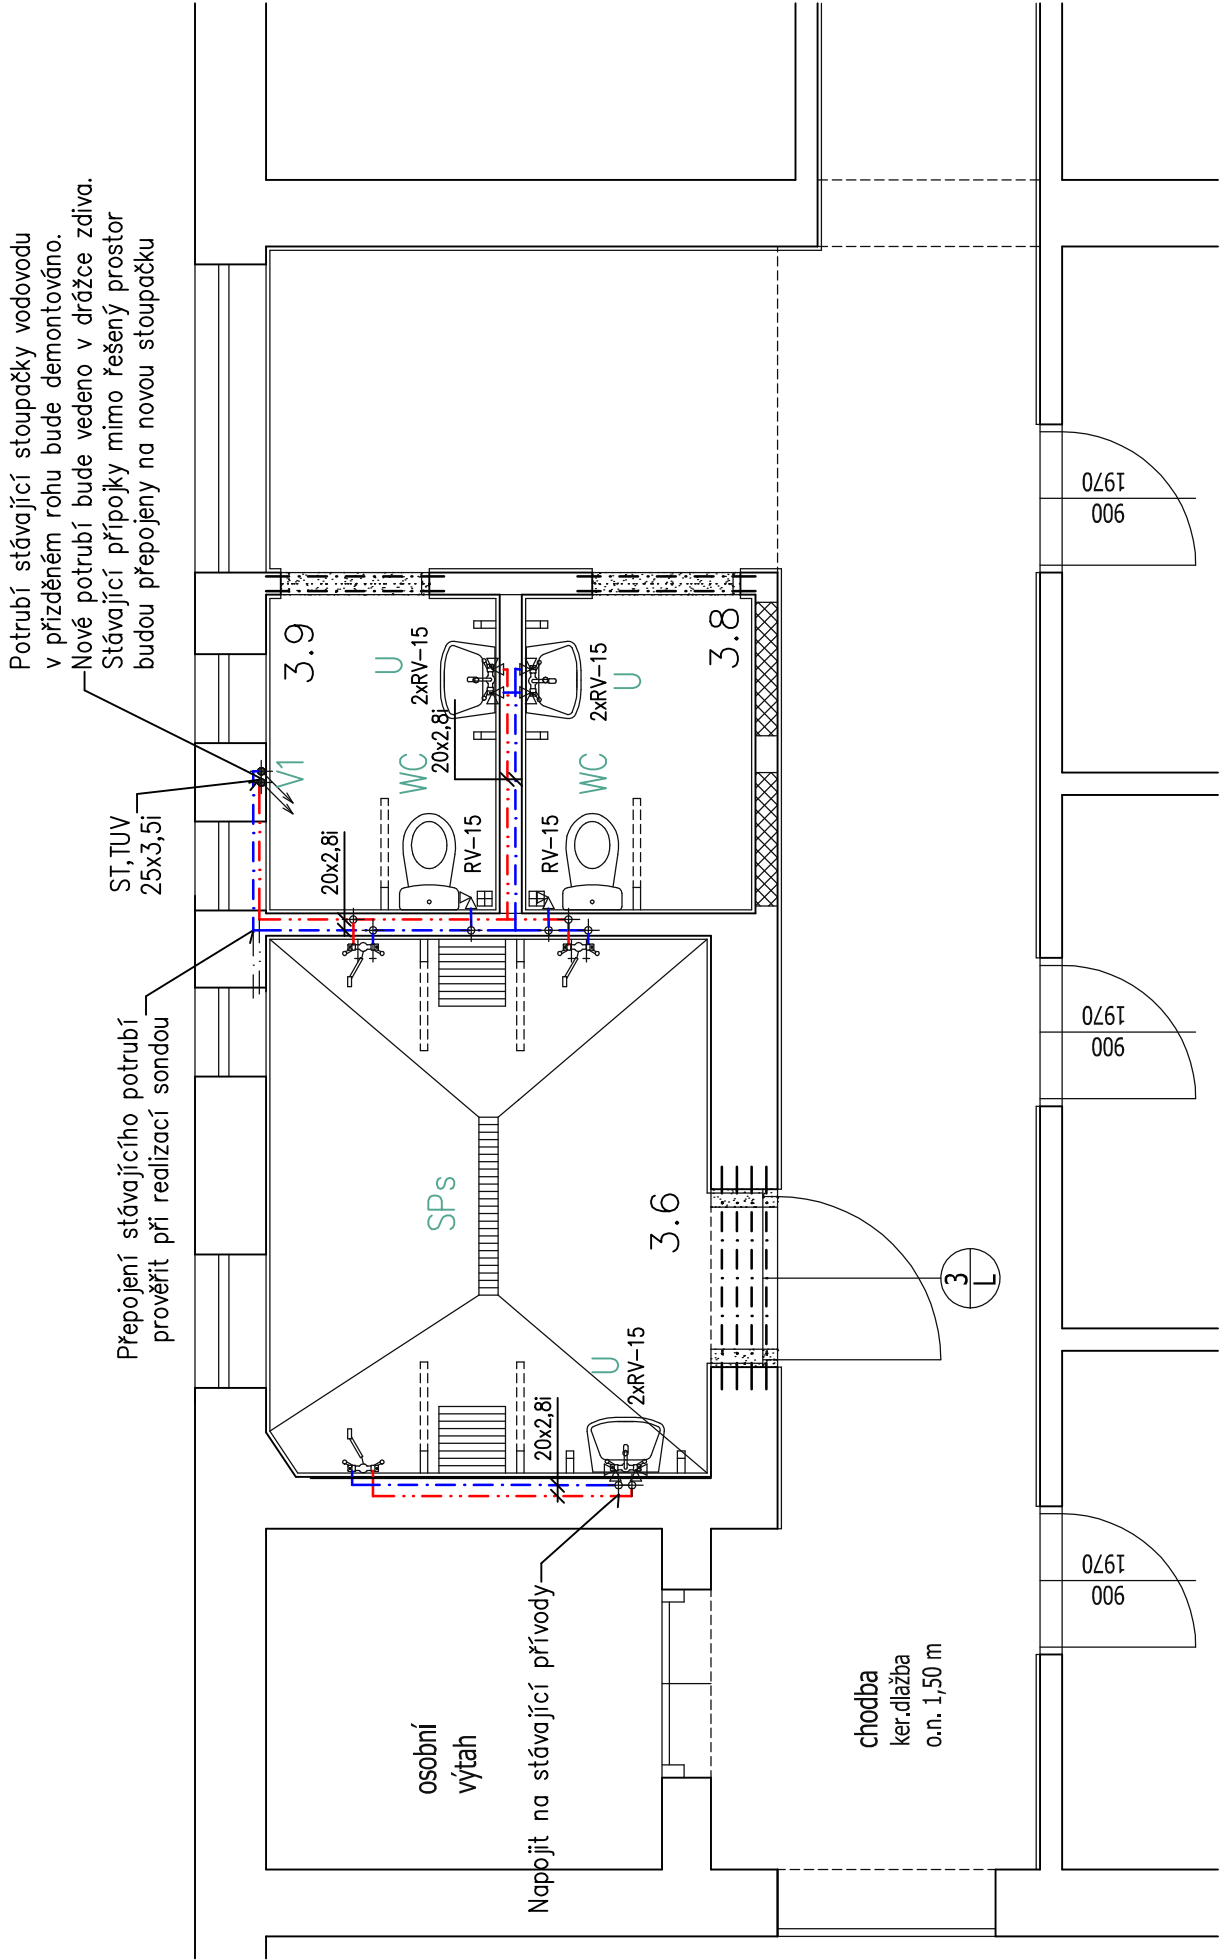 Potrubí stávající stoupačky vodovodu
v přizděném rohu bude demontováno.
Nové potrubí bude vedeno v drážce zdiva.
Stávající přípojky mimo řešený prostor
budou přepojeny na novou stoupačku
ST,TUV
25x3,5i
Přepojení stávajícího potrubí
prověřit při realizací sondou
V1
3.9
U
2xRV-15
WC
20x2,8i
20x2,8i
RV-15
RV-15
WC
2xRV-15
U
3.8
SPs
3.6
U
2xRV-15
20x2,8i
Napojit na stávající přívody
osobní
výtah
chodba
ker.dlažba
o.n. 1,50 m
3
L
900
1970
900
1970
900
1970